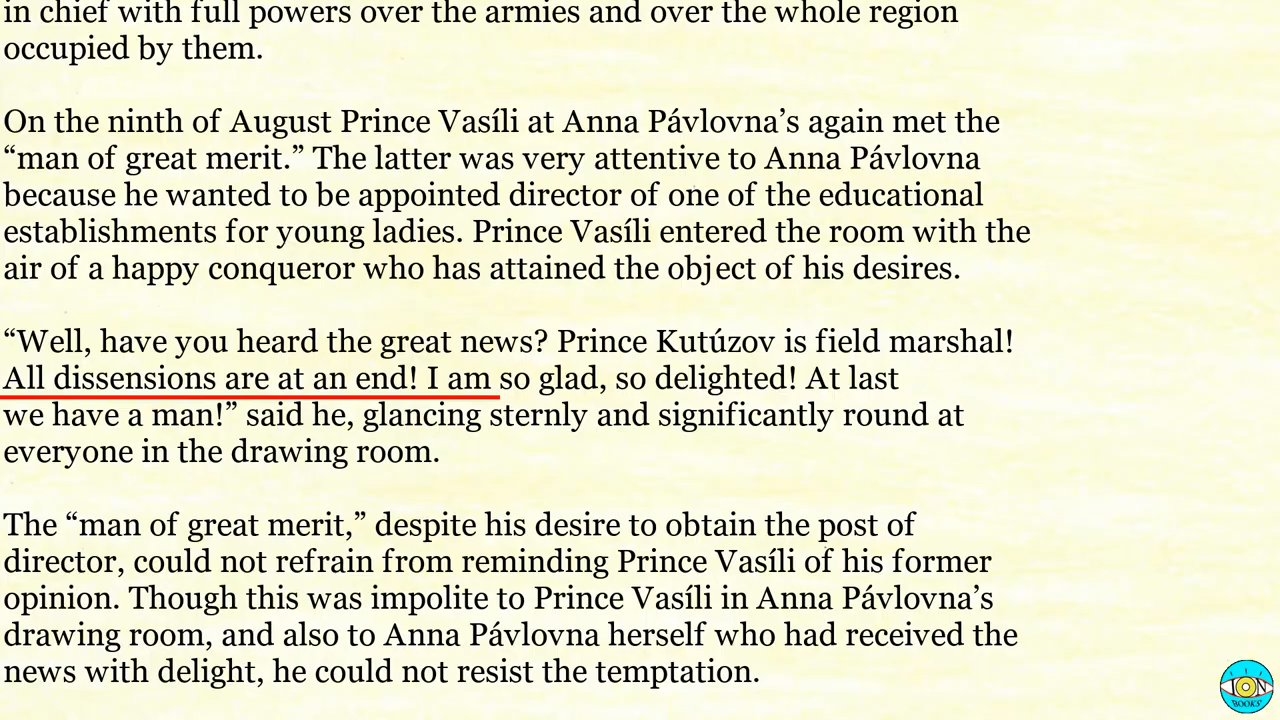 in chief with full powers over the armies and over the whole region
occupied by them.
On the ninth of August Prince Vasíli at Anna Pávlovna’s again met the
“man of great merit.” The latter was very attentive to Anna Pávlovna
because he wanted to be appointed director of one of the educational
establishments for young ladies. Prince Vasíli entered the room with the
air of a happy conqueror who has attained the object of his desires.
“Well, have you heard the great news? Prince Kutúzov is field marshal!
All dissensions are at an end! I am so glad, so delighted! At last
we have a man!” said he, glancing sternly and significantly round at
everyone in the drawing room.
The “man of great merit,” despite his desire to obtain the post of
director, could not refrain from reminding Prince Vasíli of his former
opinion. Though this was impolite to Prince Vasíli in Anna Pávlovna’s
drawing room, and also to Anna Pávlovna herself who had received the
news with delight, he could not resist the temptation.
ION
BOOKS